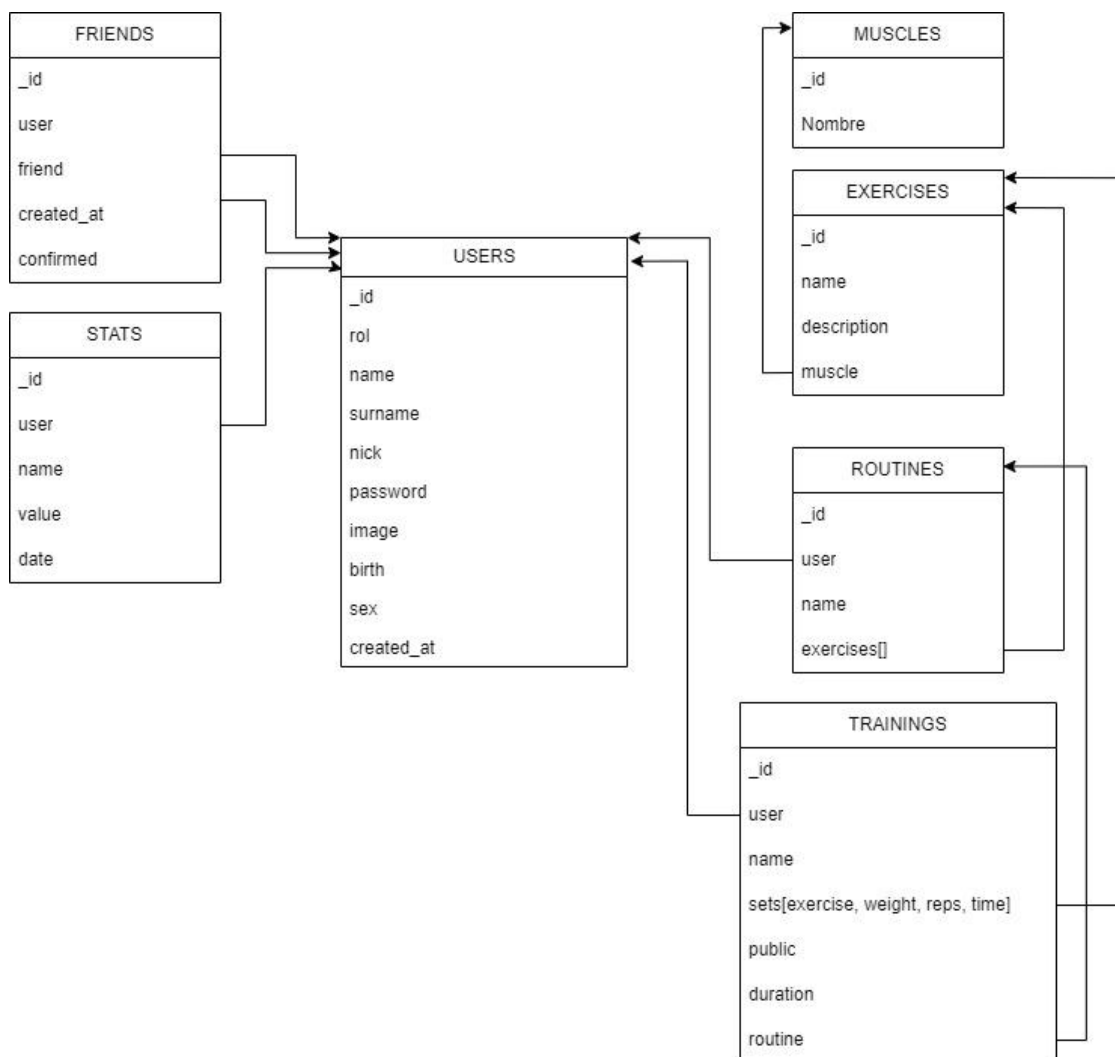 FRIENDS
_id
user
friend
created_at
confirmed
STATS
_id
user
name
value
date
USERS
_id
rol
name
surname
nick
password
image
birth
sex
created_at
MUSCLES
_id
Nombre
EXERCISES
_id
name
description
muscle
ROUTINES
_id
user
name
exercises[]
TRAININGS
_id
user
name
sets[exercise, weight, reps, time]
public
duration
routine